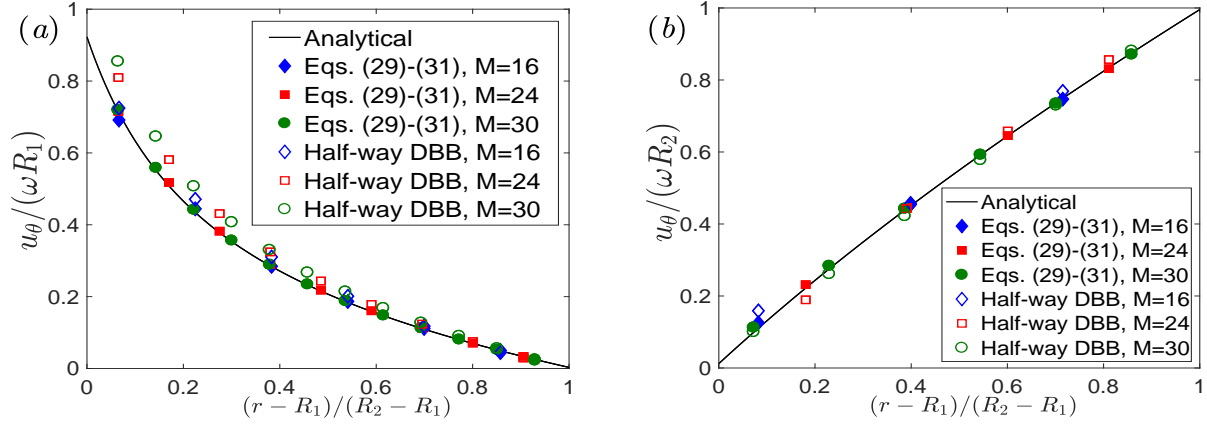 (a)
u_θ/(ωR_1)
1
0.8
0.6
0.4
0.2
0
0
0.2
0.4
0.6
0.8
1
(r − R_1)/(R_2 − R_1)
Analytical
Eqs. (29)-(31), M=16
Eqs. (29)-(31), M=24
Eqs. (29)-(31), M=30
Half-way DBB, M=16
Half-way DBB, M=24
Half-way DBB, M=30
(b)
u_θ/(ωR_2)
1
0.8
0.6
0.4
0.2
0
0
0.2
0.4
0.6
0.8
1
(r − R_1)/(R_2 − R_1)
Analytical
Eqs. (29)-(31), M=16
Eqs. (29)-(31), M=24
Eqs. (29)-(31), M=30
Half-way DBB, M=16
Half-way DBB, M=24
Half-way DBB, M=30